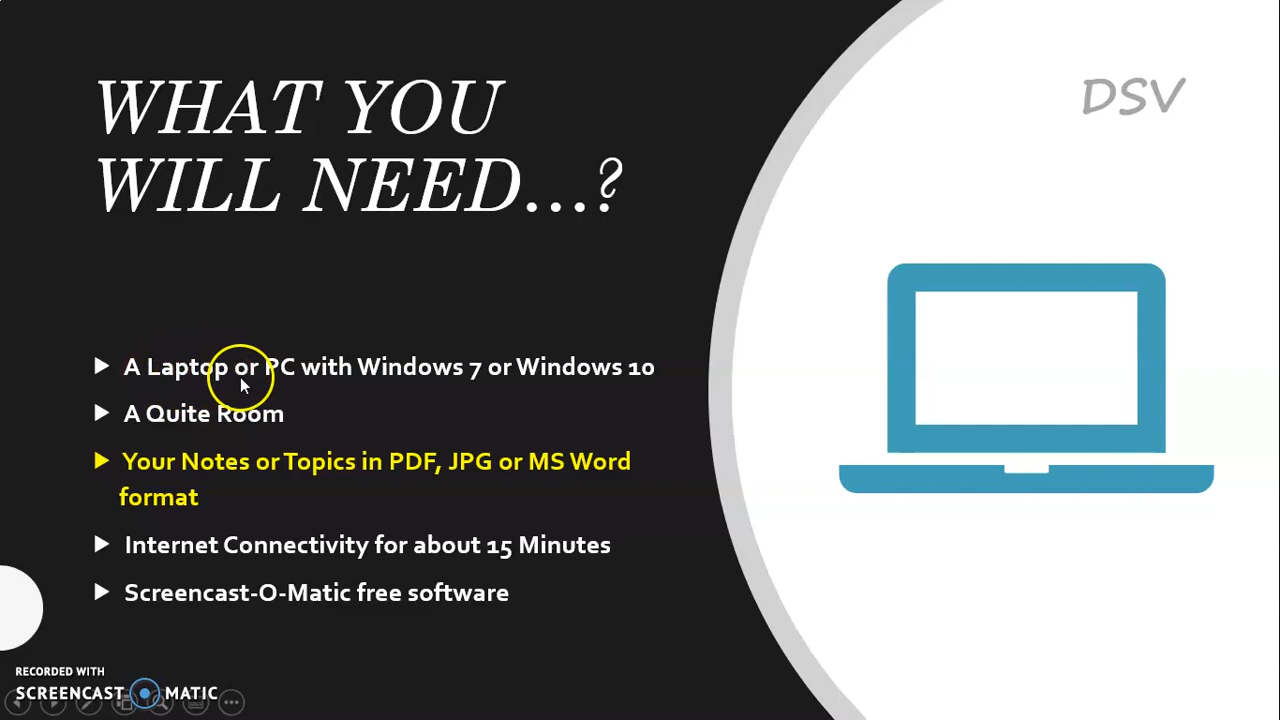 WHAT YOU
WILL NEED...?
DSV
A Laptop or PC with Windows 7 or Windows 10
A Quite Room
Your Notes or Topics in PDF, JPG or MS Word
format
Internet Connectivity for about 15 Minutes
Screencast-O-Matic free software
RECORDED WITH
SCREENCAST MATIC